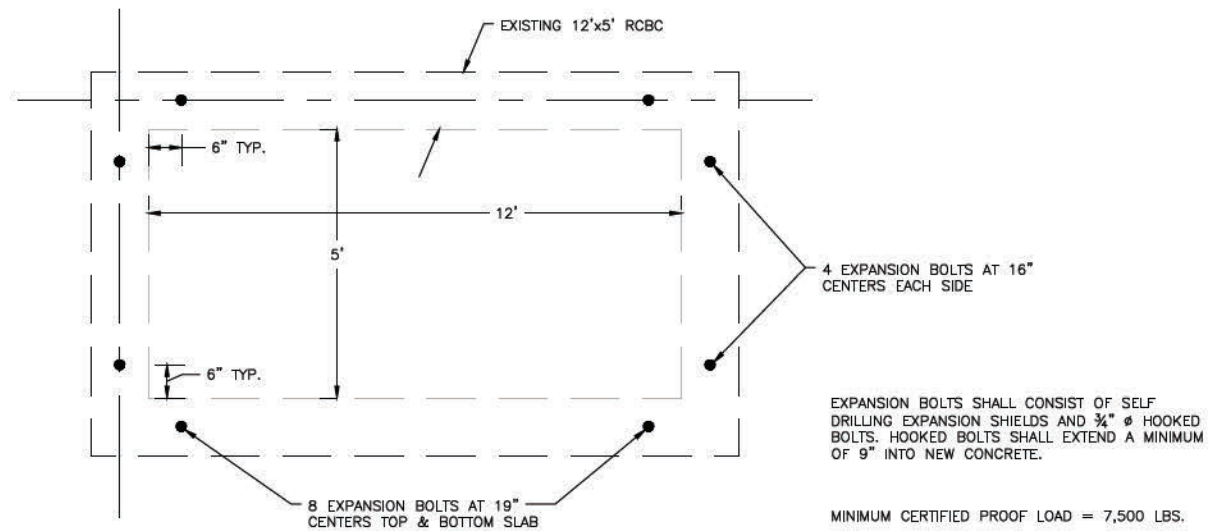 EXISTING 12'x5' RCBC
6" TYP.
12'
5'
4 EXPANSION BOLTS AT 16"
CENTERS EACH SIDE
6" TYP.
EXPANSION BOLTS SHALL CONSIST OF SELF
DRILLING EXPANSION SHIELDS AND ¾" ø HOOKED
BOLTS. HOOKED BOLTS SHALL EXTEND A MINIMUM
OF 9" INTO NEW CONCRETE.
8 EXPANSION BOLTS AT 19"
CENTERS TOP & BOTTOM SLAB
MINIMUM CERTIFIED PROOF LOAD = 7,500 LBS.